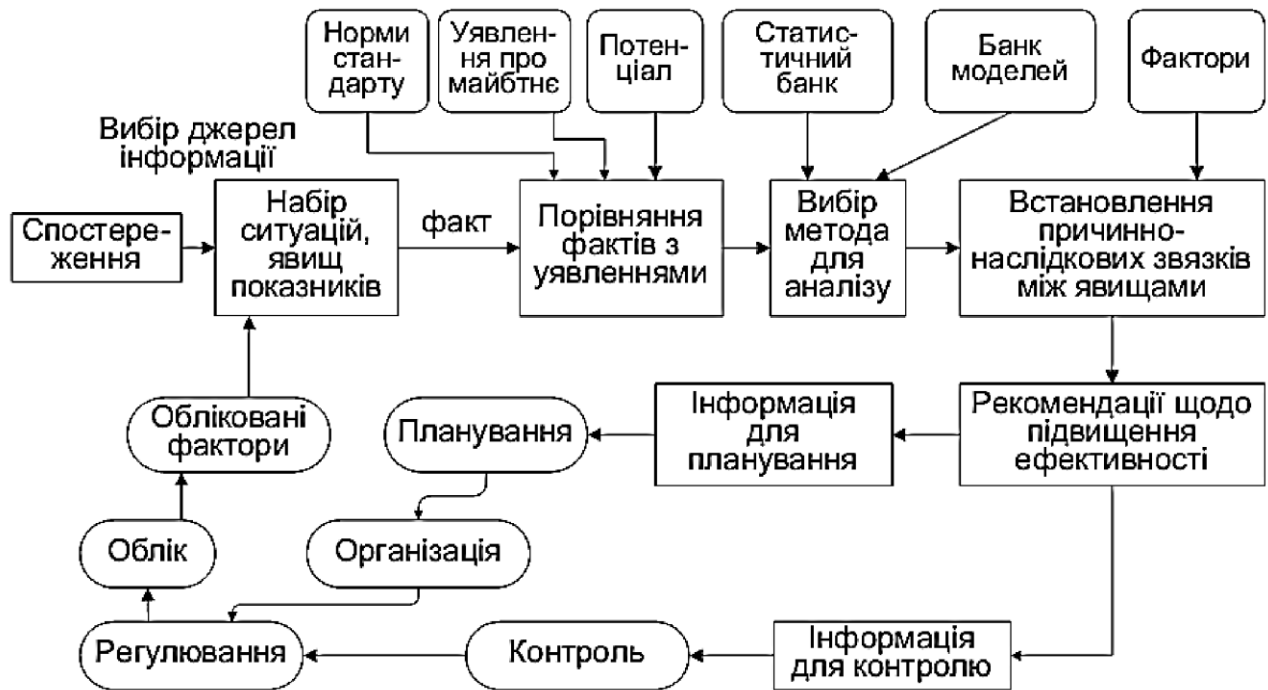 Норми
стан-
дарту
Уявлен-
ня про
майбтнє
Потен-
ціал
Статис-
тичний
банк
Банк
моделей
Фактори
Вибір джерел
інформації
Спостере-
ження
Набір
ситуацій,
явищ
показників
факт
Порівняння
фактів з
уявленнями
Вибір
метода
для
аналізу
Встановлення
причинно-
наслідкових звязків
між явищами
Обліковані
фактори
Планування
Інформація
для
планування
Рекомендації щодо
підвищення
ефективності
Облік
Організація
Регулювання
Контроль
Інформація
для контролю